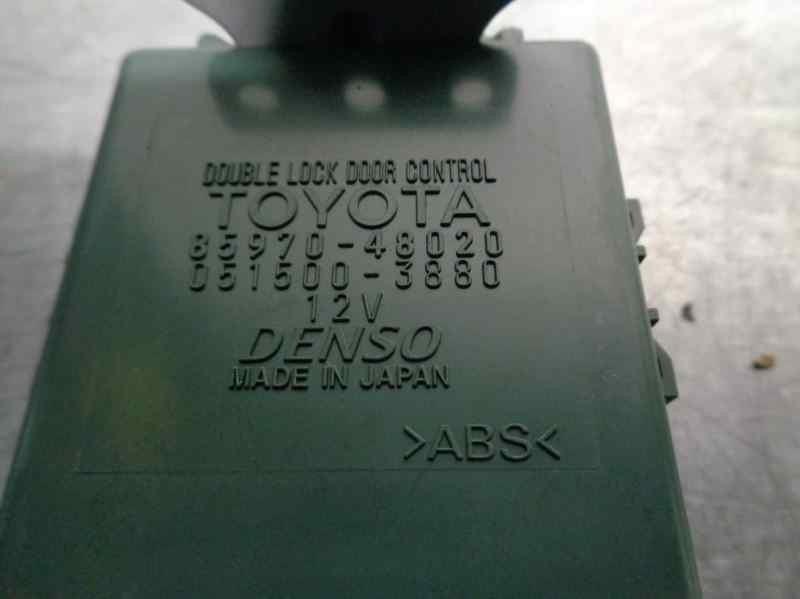 DOUBLE LOCK DOOR CONTROL
TOYOTA
85970-48020
051500-3880
12V
DENSO
MADE IN JAPAN
>ABS<